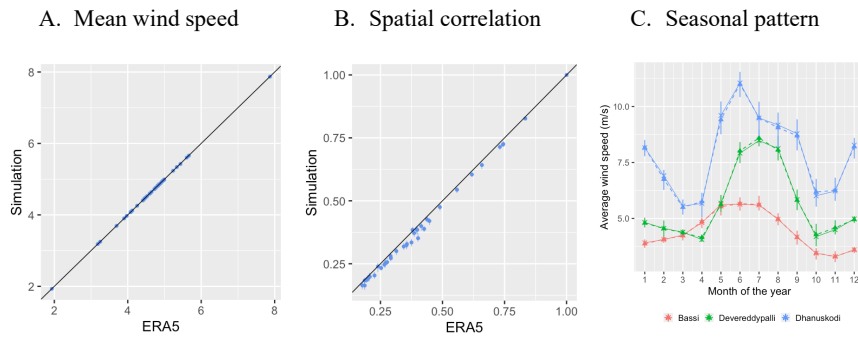 A. Mean wind speed
B. Spatial correlation
C. Seasonal pattern
Simulation
8
6
4
2
2
4
6
8
ERA5
Simulation
1.00
0.75
0.50
0.25
0.25
0.50
0.75
1.00
ERA5
Average wind speed (m/s)
10.0
7.5
5.0
1 2 3 4 5 6 7 8 9 10 11 12
Month of the year
Bassi Devereddypalli Dhanuskodi